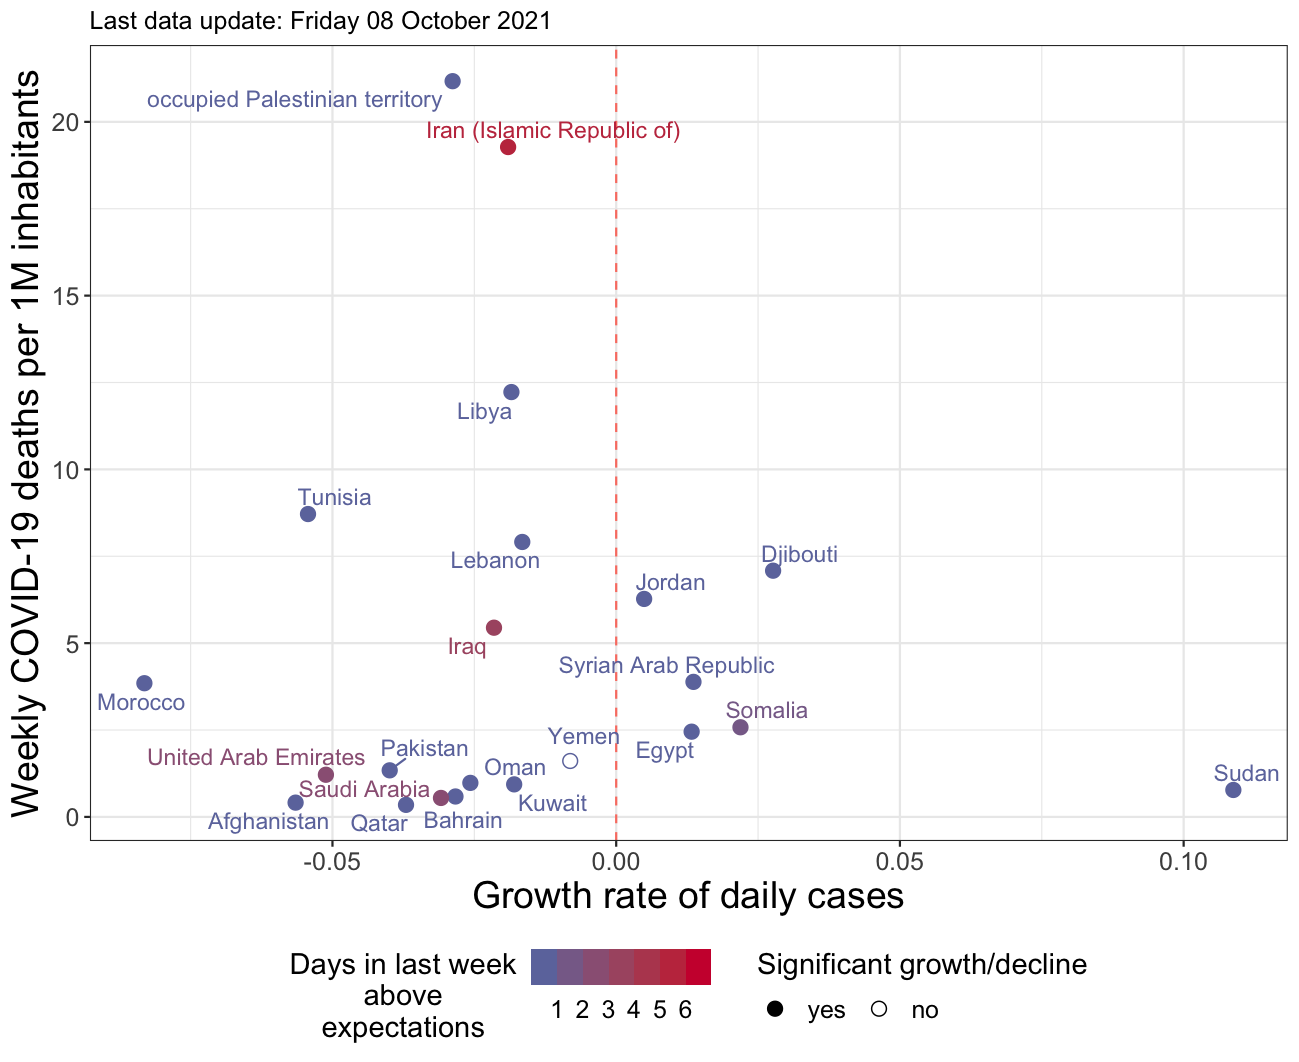 Last data update: Friday 08 October 2021
Weekly COVID-19 deaths per 1M inhabitants
20
15
10
5
0
occupied Palestinian territory
Iran (Islamic Republic of)
Libya
Tunisia
Lebanon
Djibouti
Jordan
Iraq
Syrian Arab Republic
Morocco
Somalia
Yemen
Egypt
Pakistan
United Arab Emirates
Oman
Sudan
Saudi Arabia
Kuwait
Afghanistan
Qatar
Bahrain
-0.05
0.00
0.05
0.10
Growth rate of daily cases
Days in last week
above
expectations
1 2 3 4 5 6
Significant growth/decline
yes
no